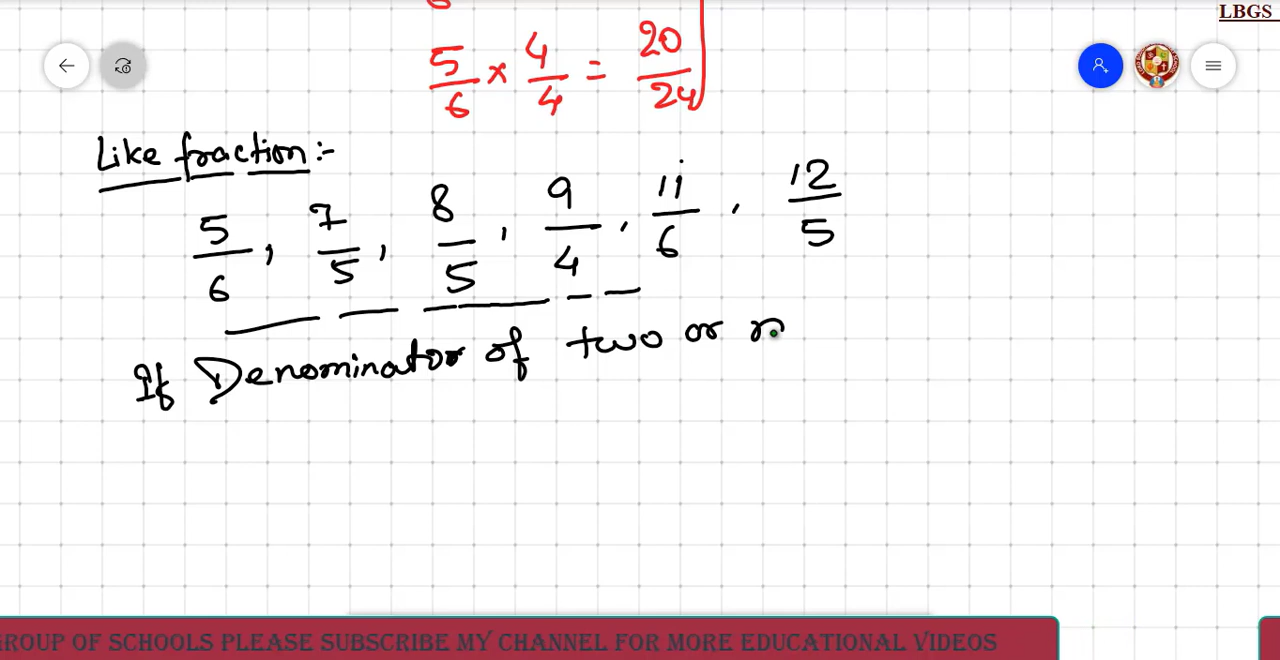 LBGS
5/6 × 4/4 = 20/24
Like fraction :-
5/6, 7/5, 8/5, 9/4, 11/6, 12/5
If Denominator of two or
GROUP OF SCHOOLS PLEASE SUBSCRIBE MY CHANNEL FOR MORE EDUCATIONAL VIDEOS